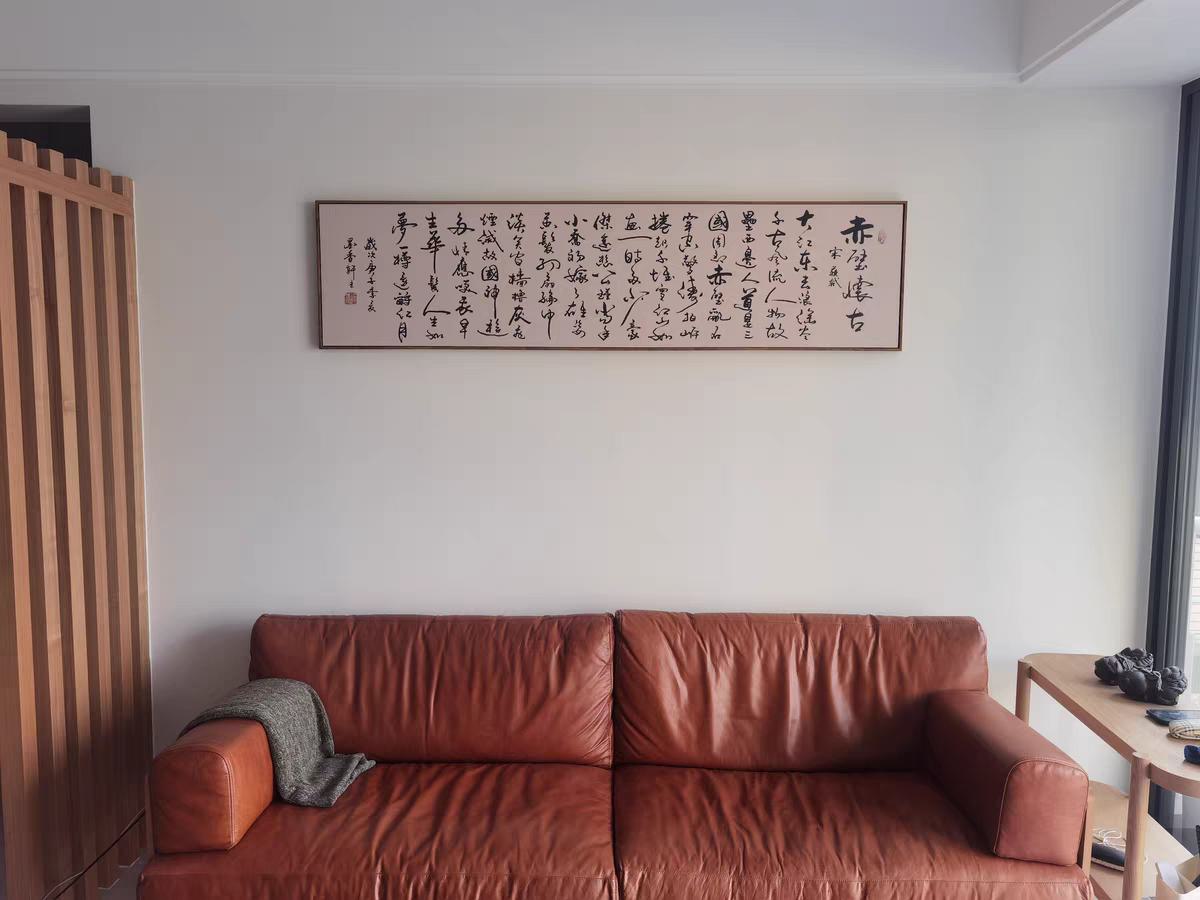 赤壁懷古
宋 蘇軾
大江东去浪淘尽
千古風流人物故
壘西邊人道是三
國周郎赤壁亂石
穿空驚濤拍岸
捲起千堆雪江山如
畫一時多少豪
傑遙想公瑾當年
小喬初嫁了雄姿
英發羽扇綸巾
談笑間檣櫓灰飛
煙滅故國神遊
多情應笑我早
生華髮人生如
夢一樽還酹江月
歲次庚子季夏
墨香軒主